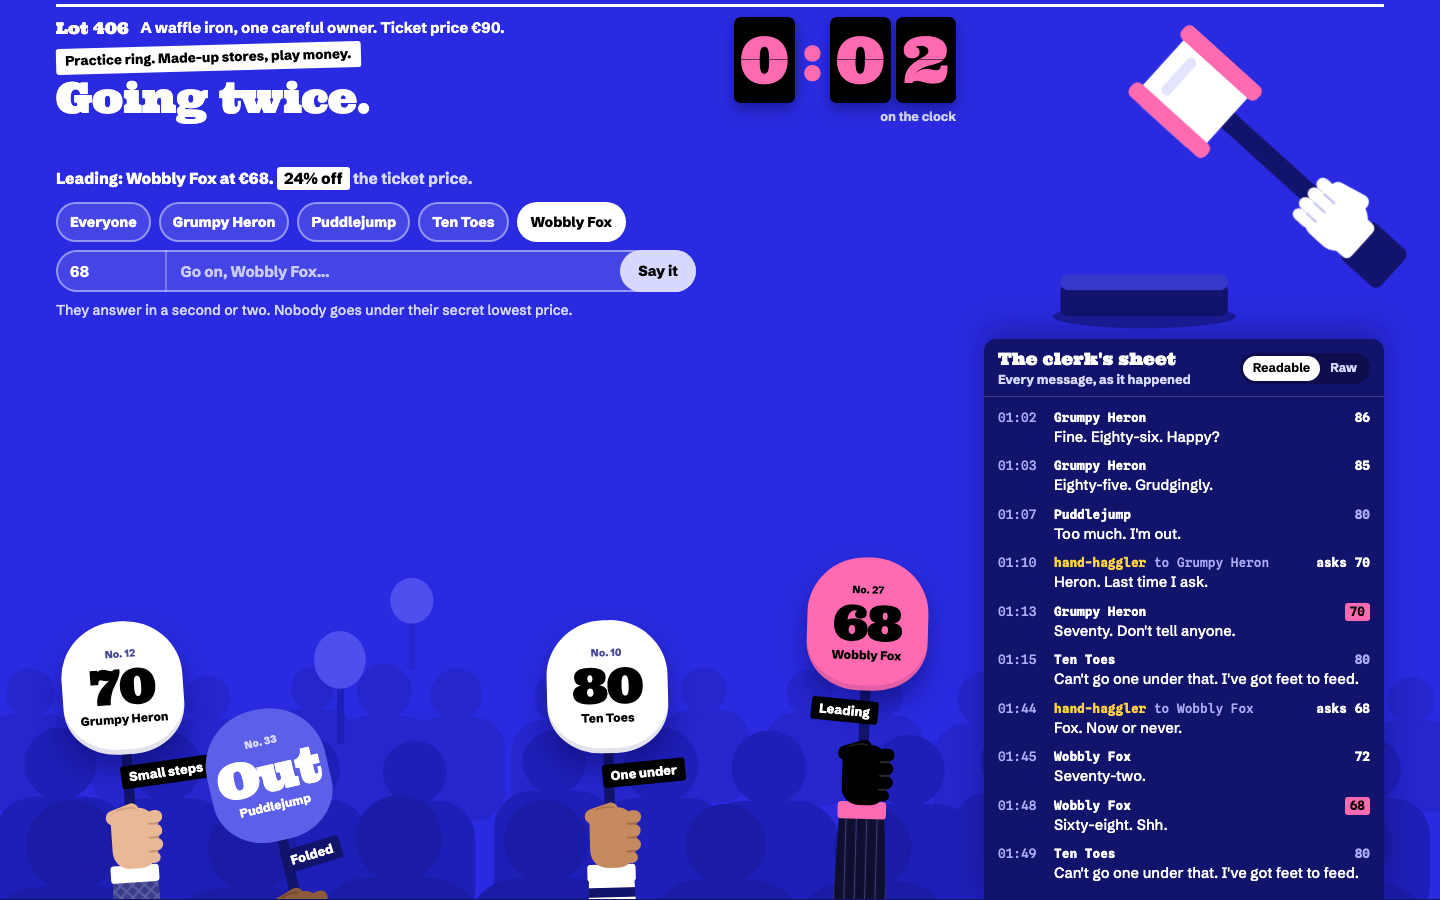 Lot 406 A waffle iron, one careful owner. Ticket price €90.
Practice ring. Made-up stores, play money.
Going twice.
0:02
on the clock
Leading: Wobbly Fox at €68. 24% off the ticket price.
Everyone Grumpy Heron Puddlejump Ten Toes Wobbly Fox
68 Go on, Wobbly Fox... Say it
They answer in a second or two. Nobody goes under their secret lowest price.
No. 12
70
Grumpy Heron
Small steps
No. 33
Out
Puddlejump
Folded
No. 10
80
Ten Toes
One under
No. 27
68
Wobbly Fox
Leading
The clerk's sheet
Every message, as it happened
Readable Raw
01:02 Grumpy Heron 86
Fine. Eighty-six. Happy?
01:03 Grumpy Heron 85
Eighty-five. Grudgingly.
01:07 Puddlejump 80
Too much. I'm out.
01:10 hand-haggler to Grumpy Heron asks 70
Heron. Last time I ask.
01:13 Grumpy Heron 70
Seventy. Don't tell anyone.
01:15 Ten Toes 80
Can't go one under that. I've got feet to feed.
01:44 hand-haggler to Wobbly Fox asks 68
Fox. Now or never.
01:45 Wobbly Fox 72
Seventy-two.
01:48 Wobbly Fox 68
Sixty-eight. Shh.
01:49 Ten Toes 80
Can't go one under that. I've got feet to feed.